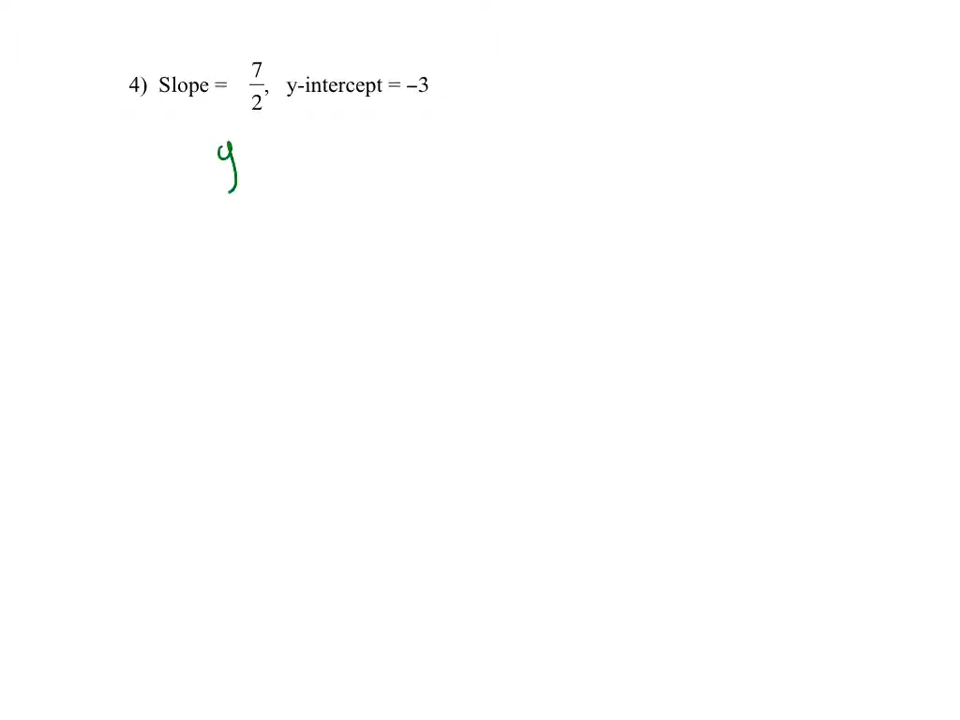 4) Slope = 7/2, y-intercept = −3
y